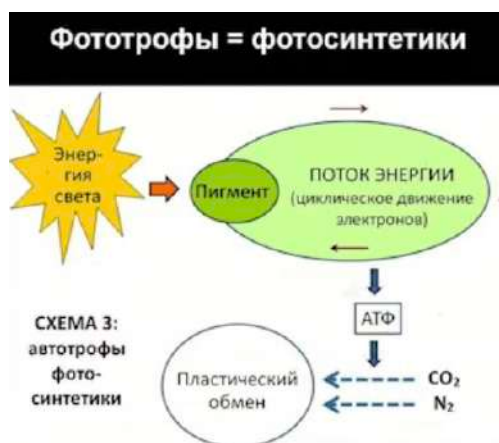 Фототрофы = фотосинтетики
Энер-
гия
света
Пигмент
ПОТОК ЭНЕРГИИ
(циклическое движение
электронов)
АТФ
СХЕМА 3:
автотрофы
фото-
синтетики
Пластический
обмен
CO₂
N₂